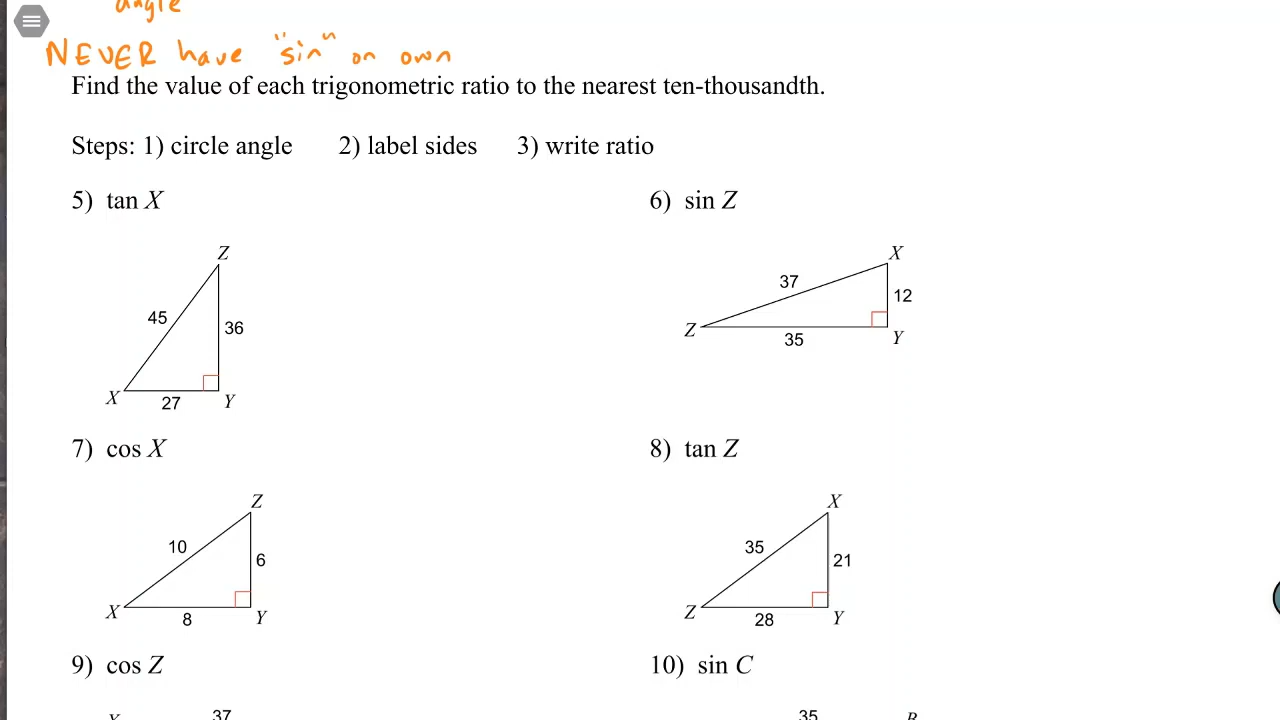 angle
NEVER have "sin" on own
Find the value of each trigonometric ratio to the nearest ten-thousandth.
Steps: 1) circle angle 2) label sides 3) write ratio
5) tan X
6) sin Z
Z
45
36
X
27
Y
X
37
12
Z
35
Y
7) cos X
8) tan Z
Z
10
6
X
8
Y
X
35
21
Z
28
Y
9) cos Z
10) sin C
X
37
35
B